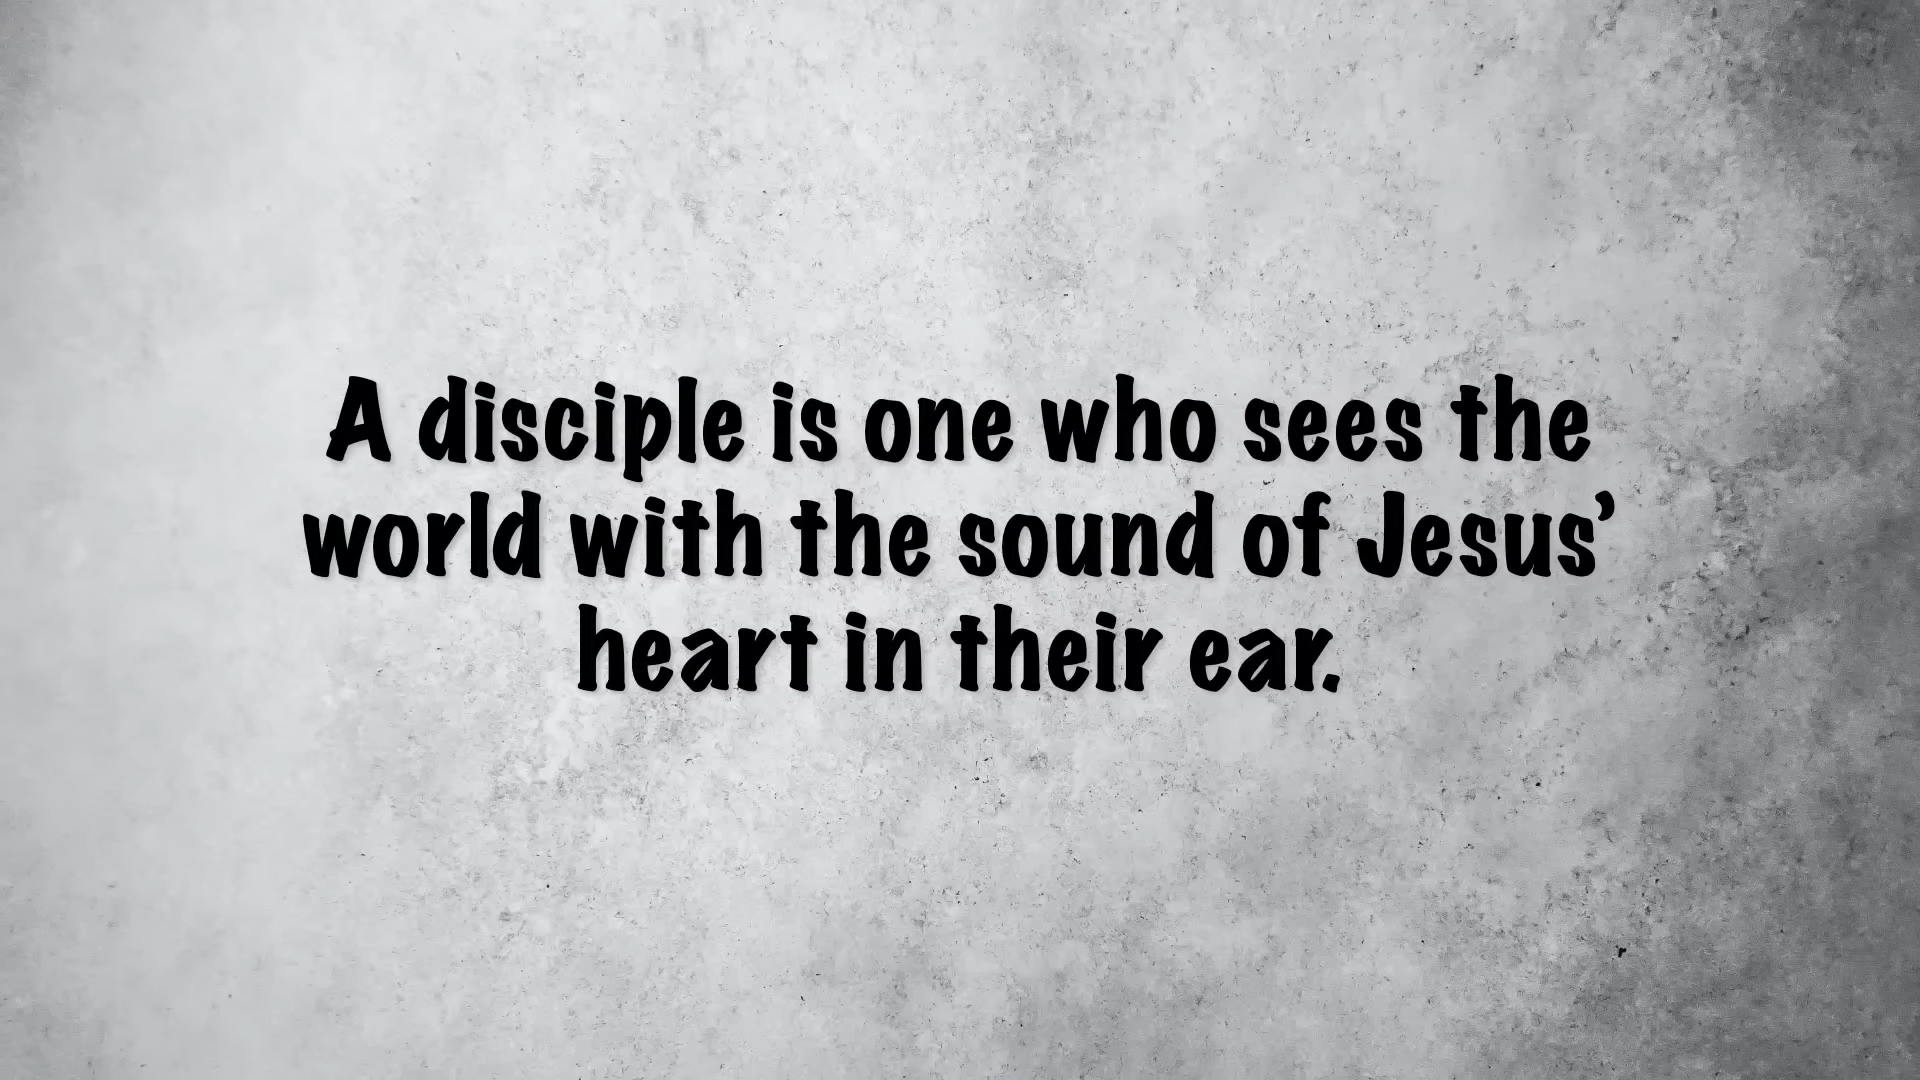 A disciple is one who sees the
world with the sound of Jesus’
heart in their ear.